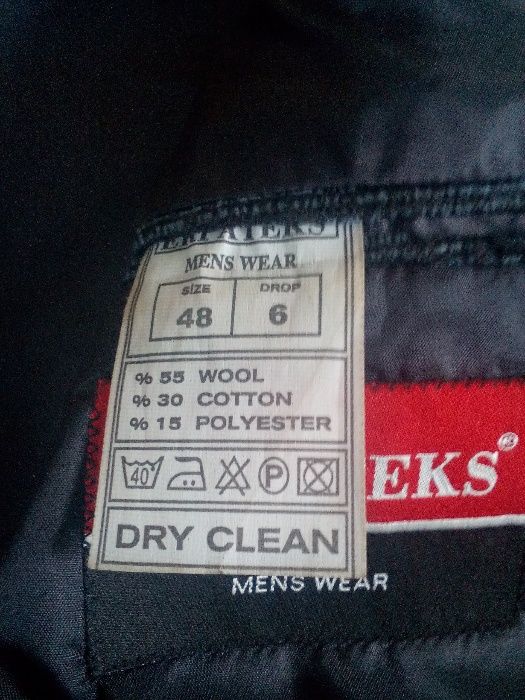 MENS WEAR
SIZE DROP
48 6
% 55 WOOL
% 30 COTTON
% 15 POLYESTER
40 P
DRY CLEAN
EKS®
MENS WEAR